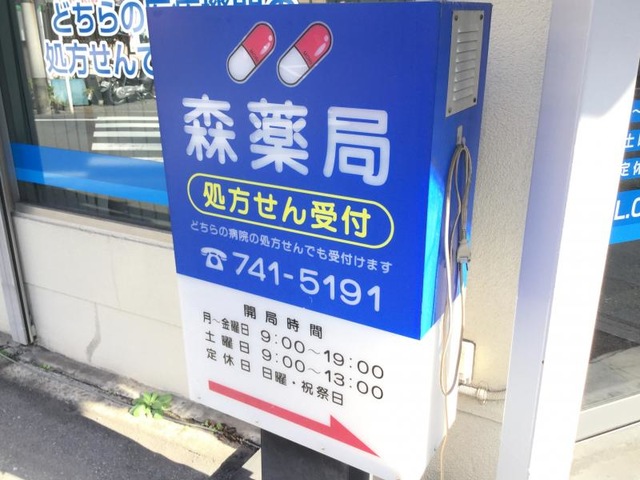 どちらの
処方せんで
森薬局
処方せん受付
どちらの病院の処方せんでも受付けます
☎741-5191
開局時間
月～金曜日 9:00～19:00
土曜日 9:00～13:00
定休日 日曜・祝祭日
土
定休